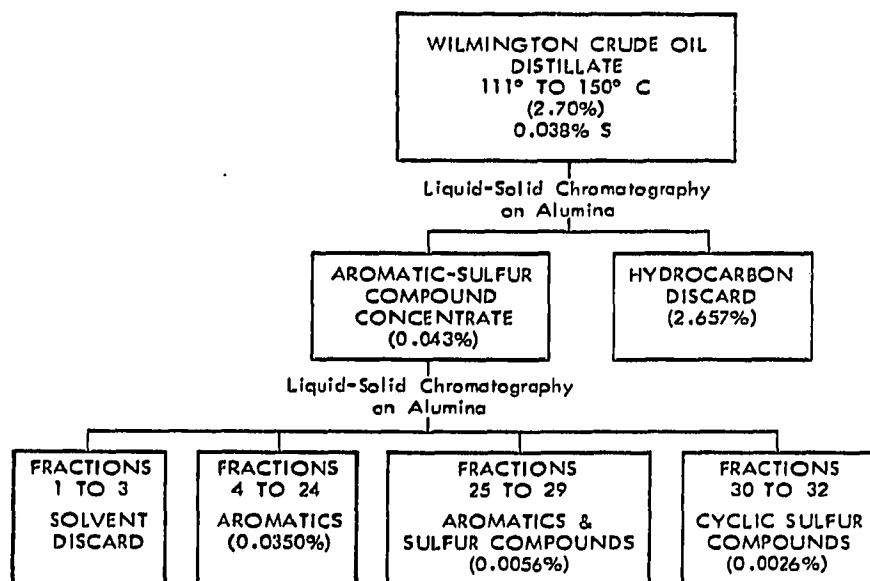 WILMINGTON CRUDE OIL
DISTILLATE
111° TO 150° C
(2.70%)
0.038% S
Liquid-Solid Chromatography
on Alumina
AROMATIC-SULFUR
COMPOUND
CONCENTRATE
(0.043%)
HYDROCARBON
DISCARD
(2.657%)
Liquid-Solid Chromatography
on Alumina
FRACTIONS
1 TO 3
SOLVENT
DISCARD
FRACTIONS
4 TO 24
AROMATICS
(0.0350%)
FRACTIONS
25 TO 29
AROMATICS &
SULFUR COMPOUNDS
(0.0056%)
FRACTIONS
30 TO 32
CYCLIC SULFUR
COMPOUNDS
(0.0026%)